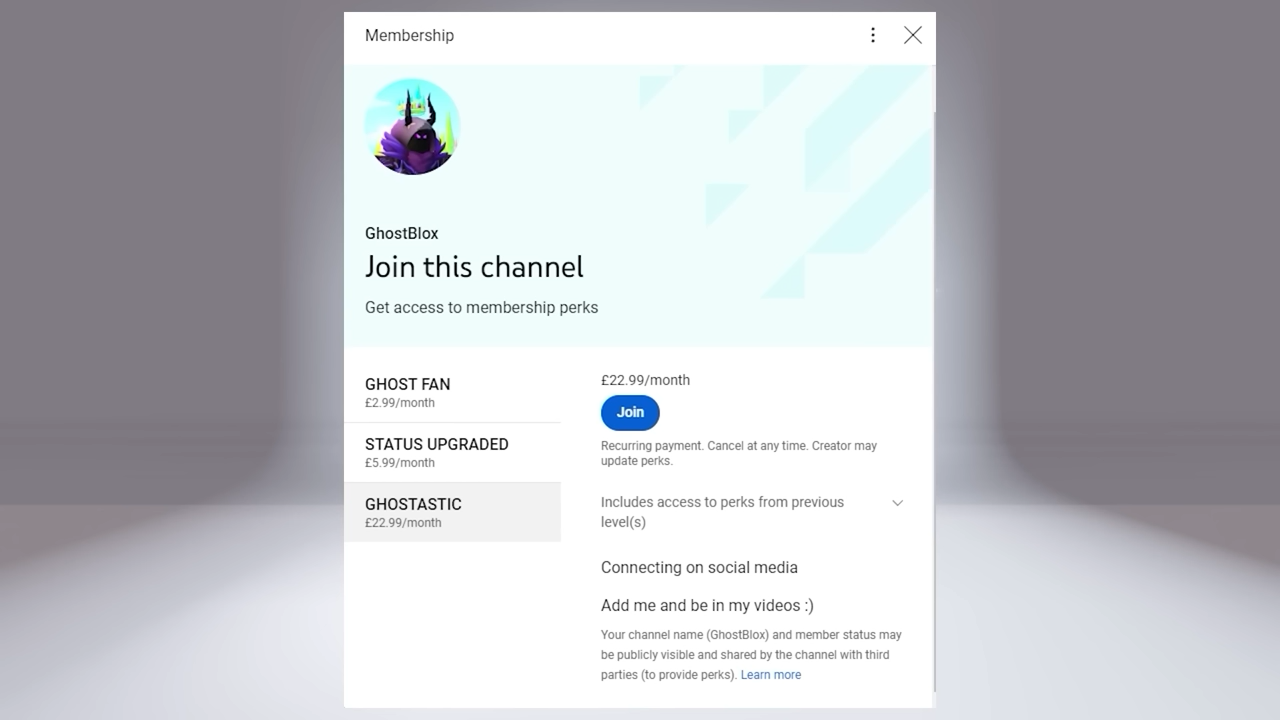 Membership
GhostBlox
Join this channel
Get access to membership perks
GHOST FAN
£2.99/month
STATUS UPGRADED
£5.99/month
GHOSTASTIC
£22.99/month
£22.99/month
Join
Recurring payment. Cancel at any time. Creator may
update perks.
Includes access to perks from previous
level(s)
Connecting on social media
Add me and be in my videos :)
Your channel name (GhostBlox) and member status may
be publicly visible and shared by the channel with third
parties (to provide perks). Learn more